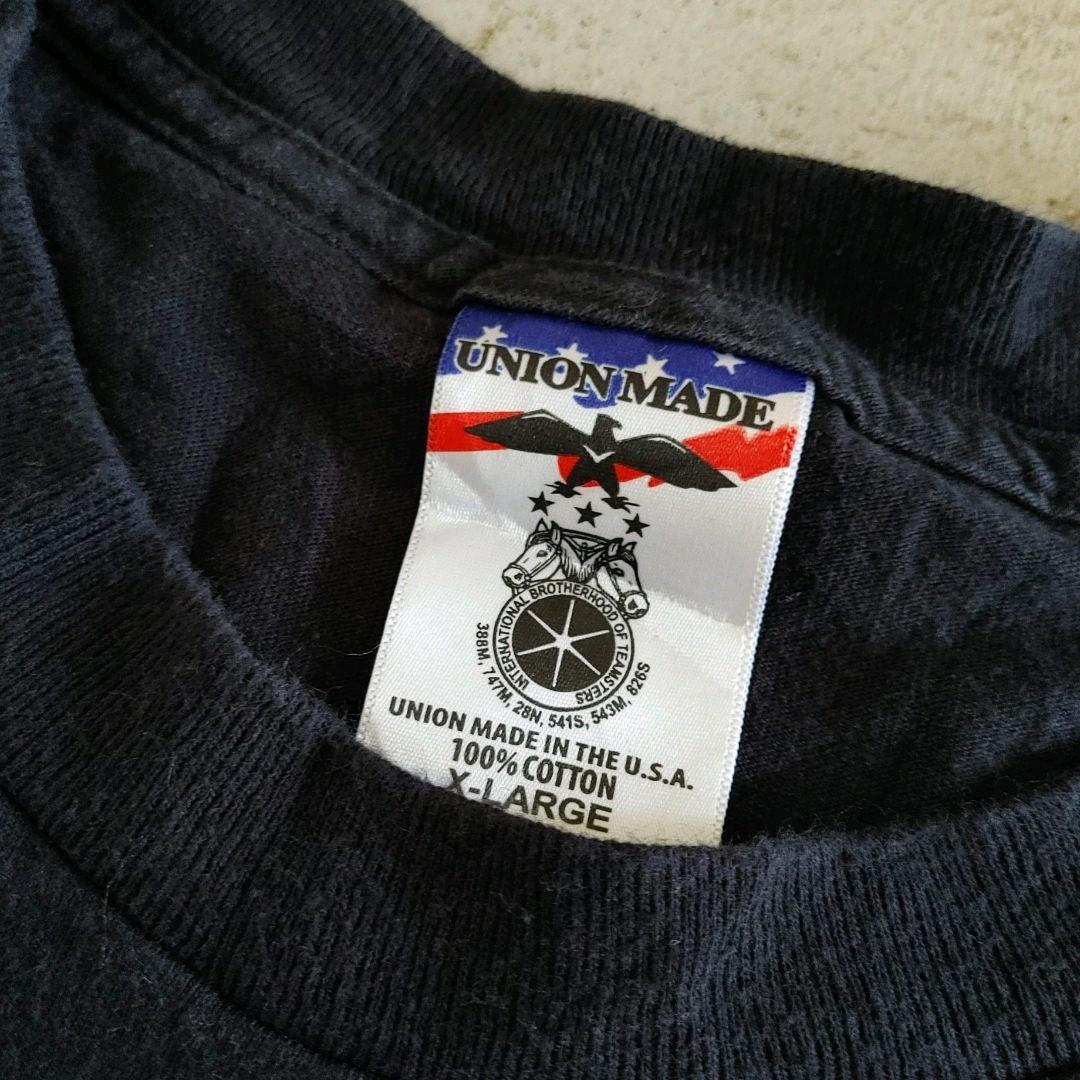 UNION MADE
INTERNATIONAL BROTHERHOOD OF TEAMSTERS
388M, 747M, 28N, 541S, 543M, 826S
UNION MADE IN THE U.S.A.
100% COTTON
X-LARGE